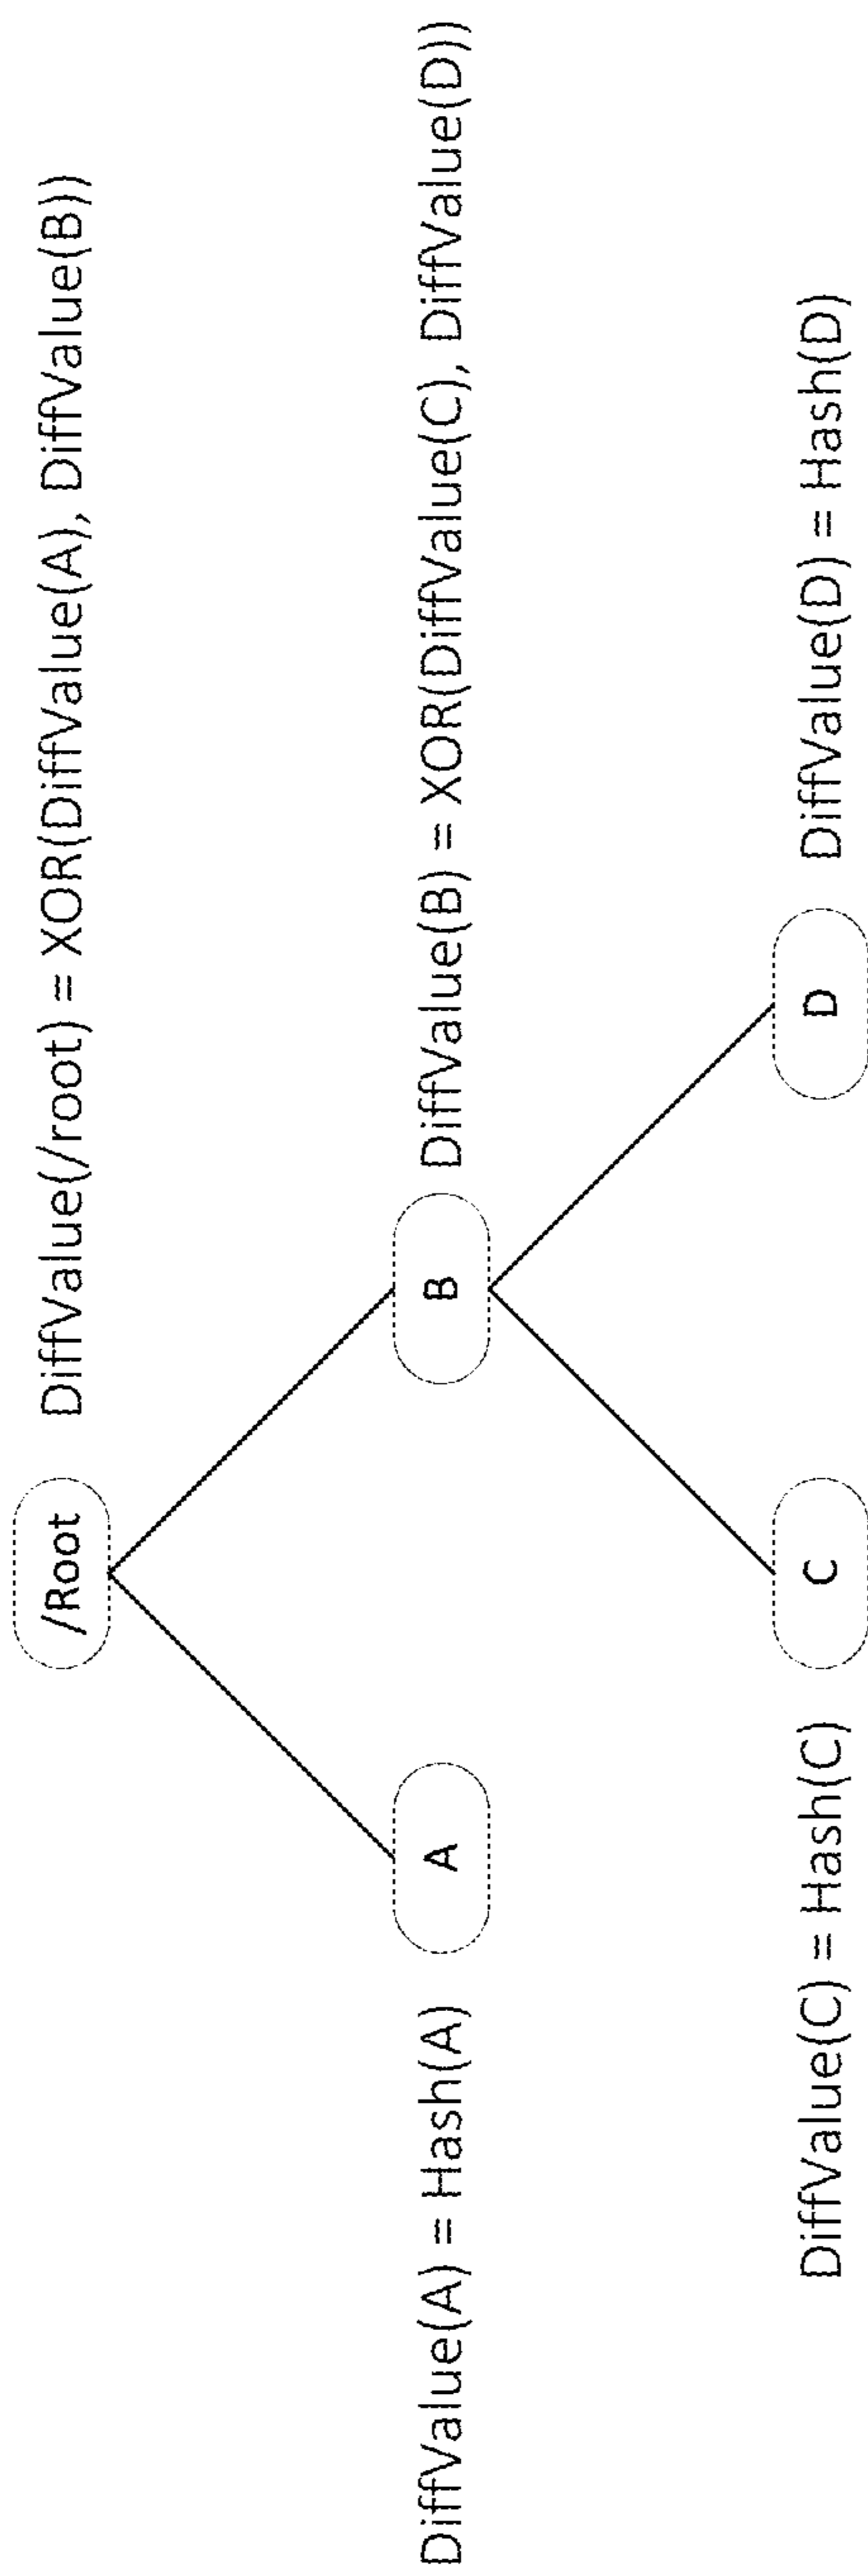 /Root DiffValue(/root) = XOR(DiffValue(A), DiffValue(B))
DiffValue(A) = Hash(A) A B DiffValue(B) = XOR(DiffValue(C), DiffValue(D))
DiffValue(C) = Hash(C) C D DiffValue(D) = Hash(D)